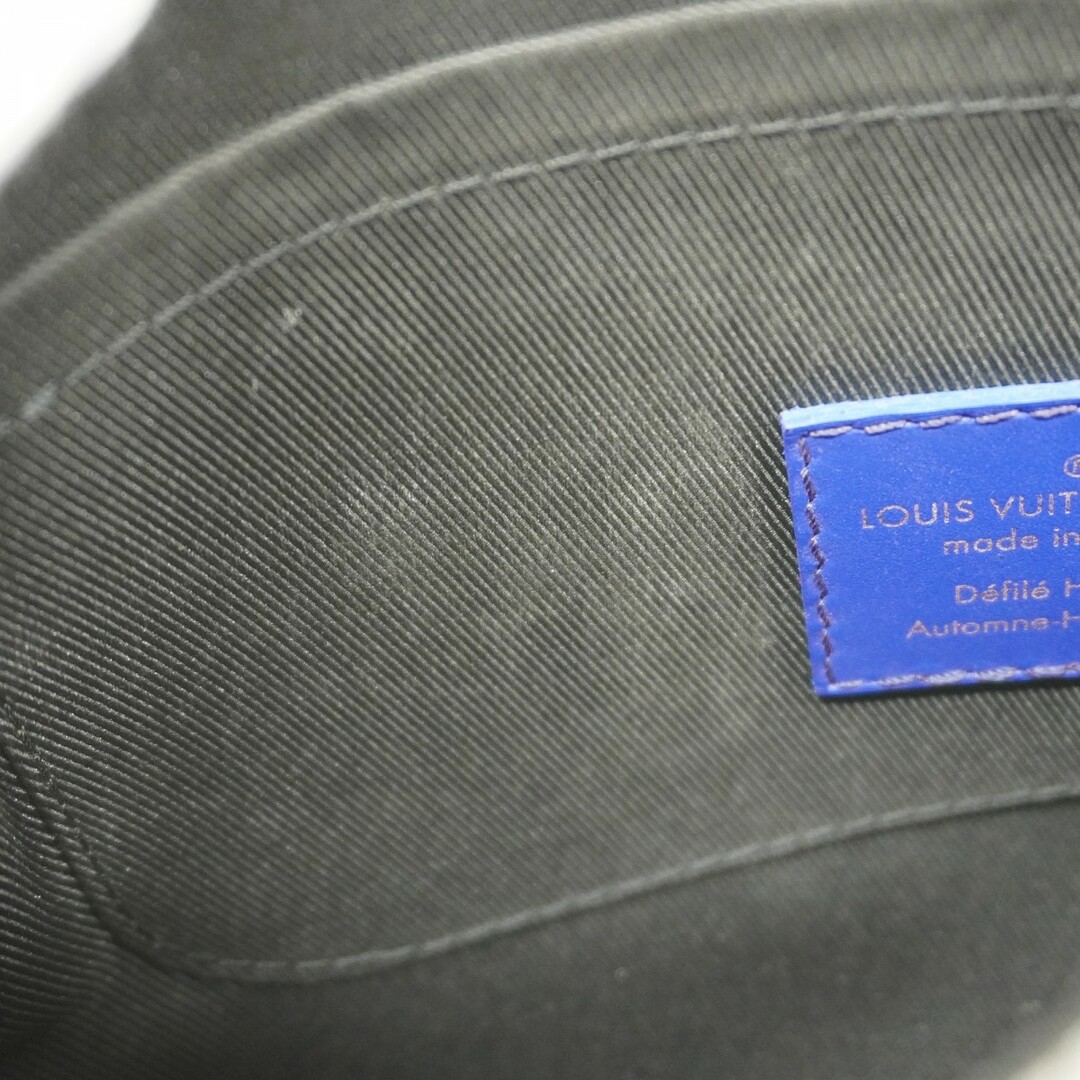 ®
LOUIS VUIT
made in
Défilé H
Automne-H